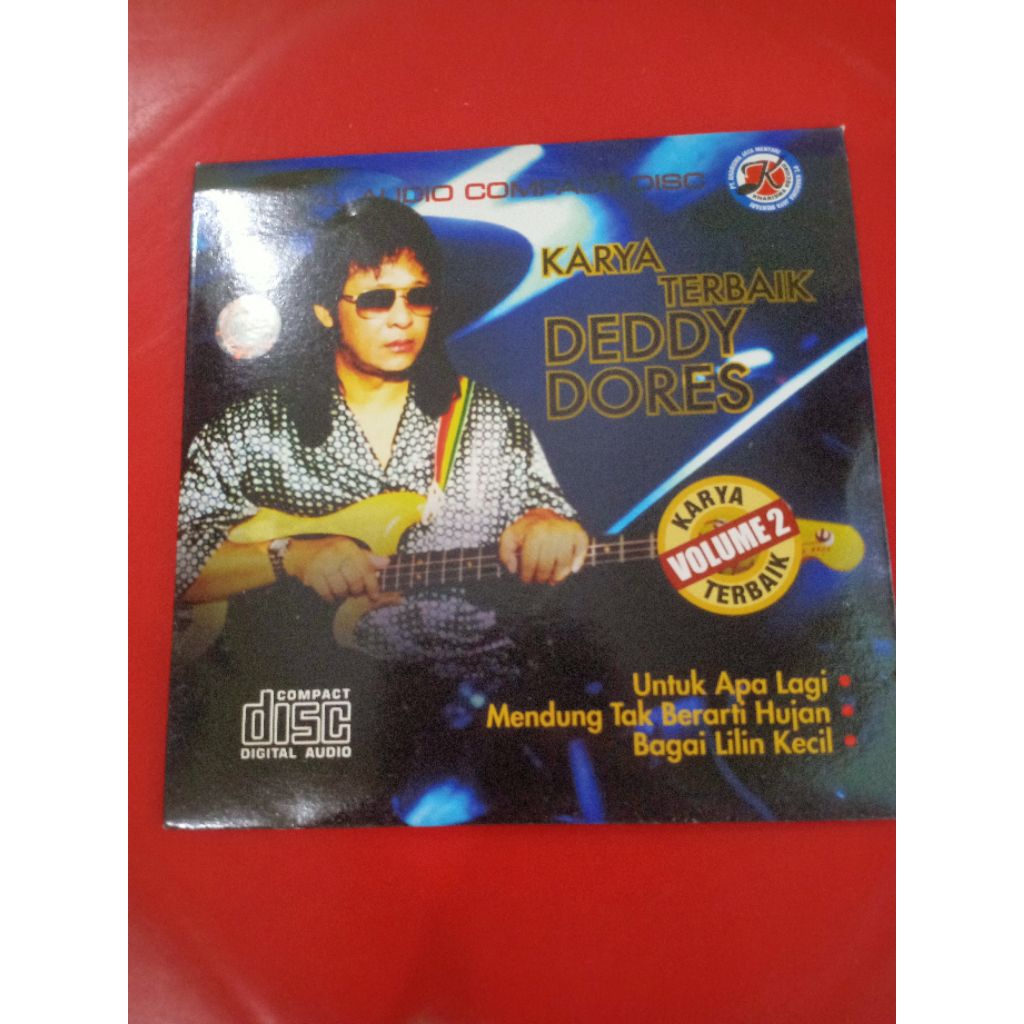 AUDIO COMPACT DISC
KHARISMA
KARYA
TERBAIK
DEDDY
DORES
KARYA
VOLUME 2
TERBAIK
Untuk Apa Lagi
Mendung Tak Berarti Hujan
Bagai Lilin Kecil
COMPACT
disc
DIGITAL AUDIO